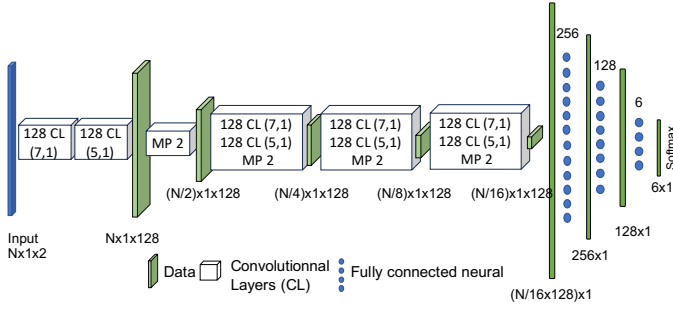 256
128
6
128 CL
(7,1)
128 CL
(5,1)
MP 2
128 CL (7,1)
128 CL (5,1)
MP 2
128 CL (7,1)
128 CL (5,1)
MP 2
128 CL (7,1)
128 CL (5,1)
MP 2
Softmax
(N/2)x1x128
(N/4)x1x128
(N/8)x1x128
(N/16)x1x128
6x1
Input
Nx1x2
Nx1x128
128x1
256x1
Data
Convolutionnal
Layers (CL)
Fully connected neural
(N/16x128)x1